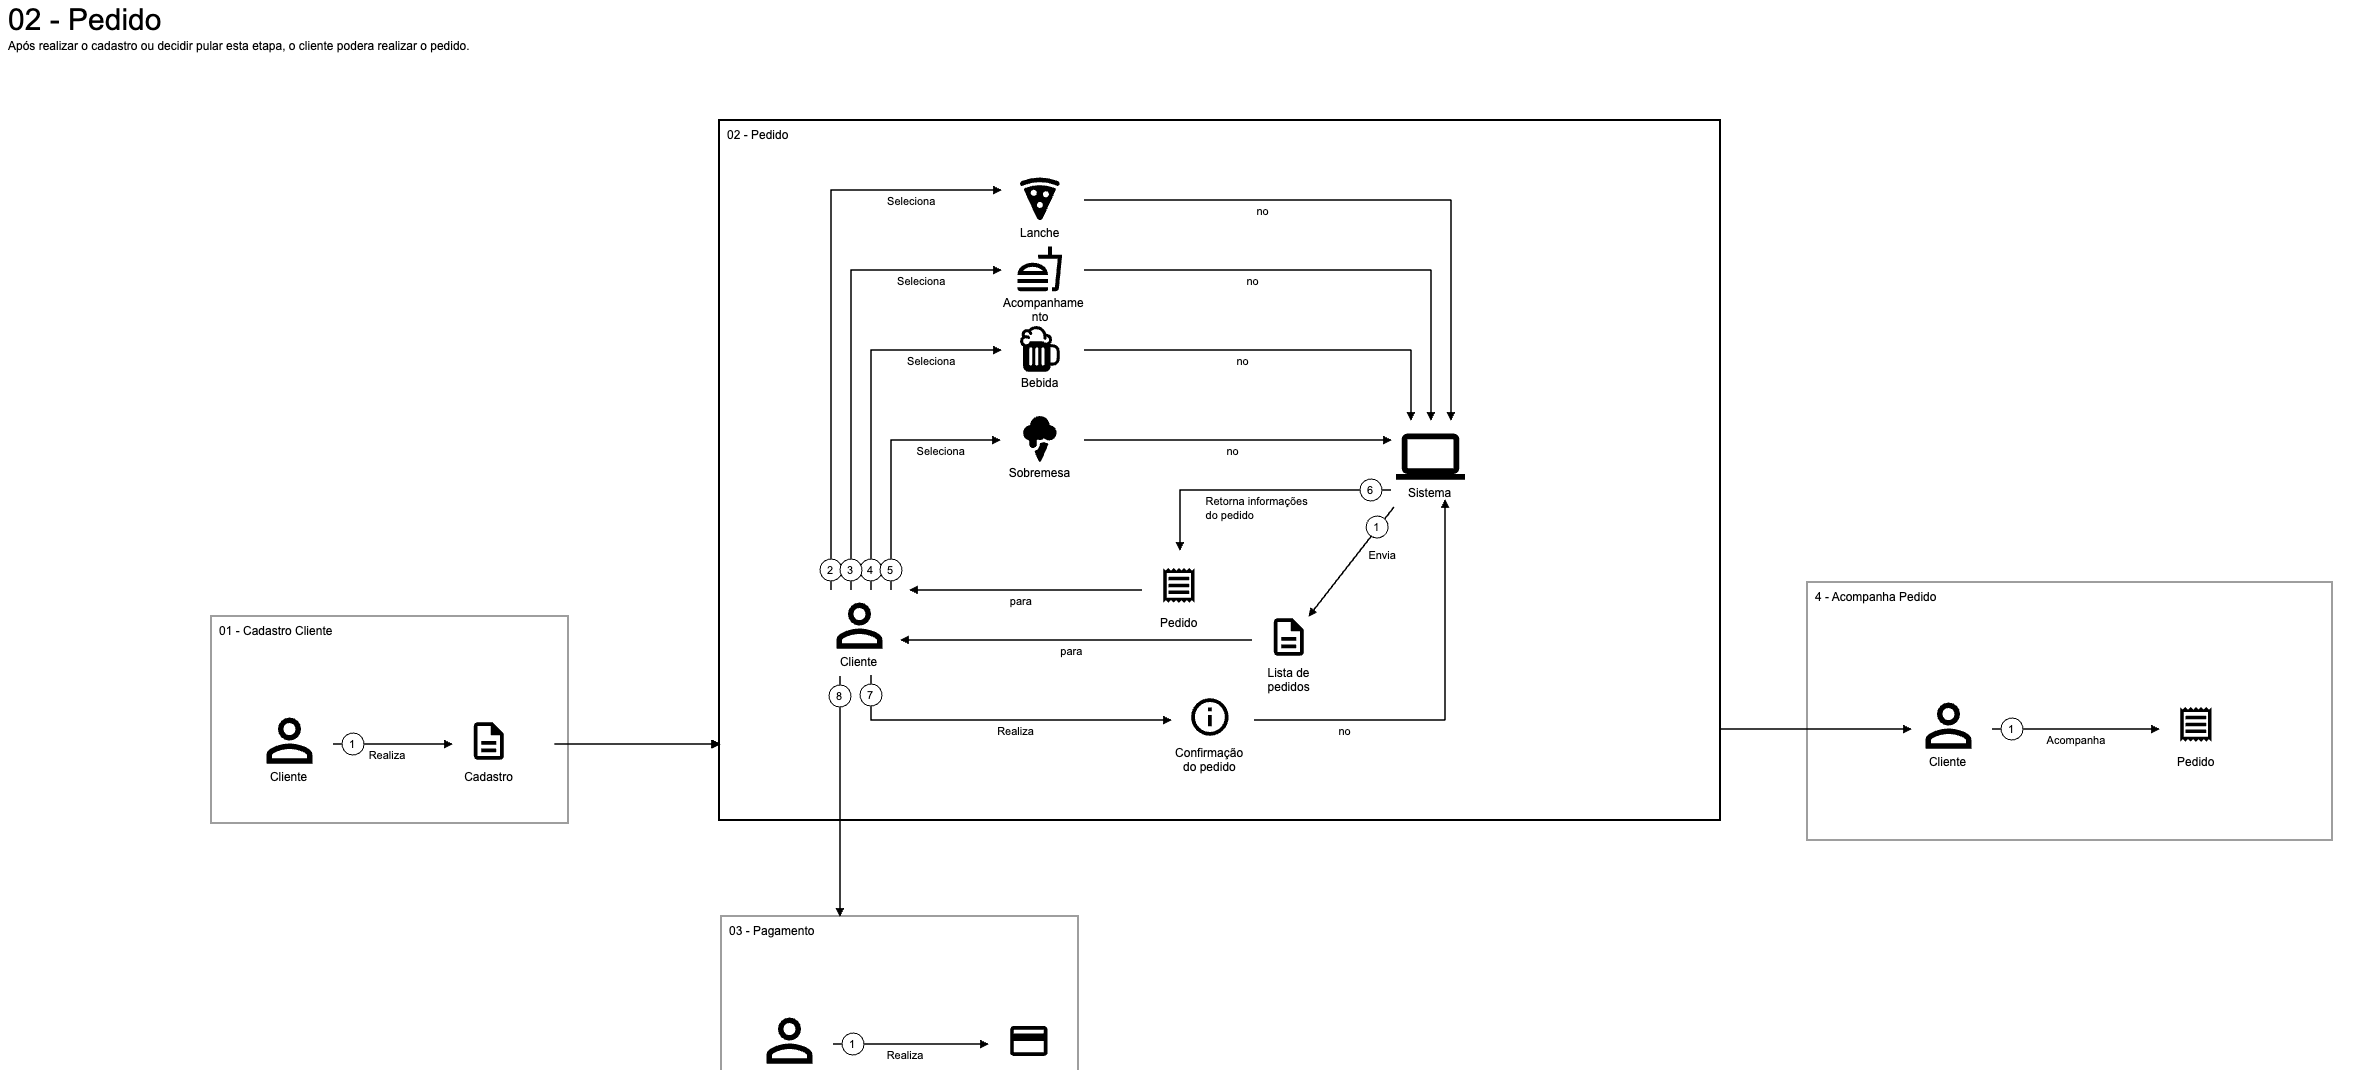 02 - Pedido
Após realizar o cadastro ou decidir pular esta etapa, o cliente podera realizar o pedido.
02 - Pedido
Seleciona
Lanche
no
Seleciona
Acompanhame
nto
no
Seleciona
Bebida
no
Seleciona
Sobremesa
no
Sistema
6
Retorna informações
do pedido
1
Envia
2 3 4 5
para
Pedido
Cliente
para
Lista de
pedidos
8 7
Realiza
Confirmação
do pedido
no
01 - Cadastro Cliente
Cliente
1
Realiza
Cadastro
4 - Acompanha Pedido
Cliente
1
Acompanha
Pedido
03 - Pagamento
1
Realiza